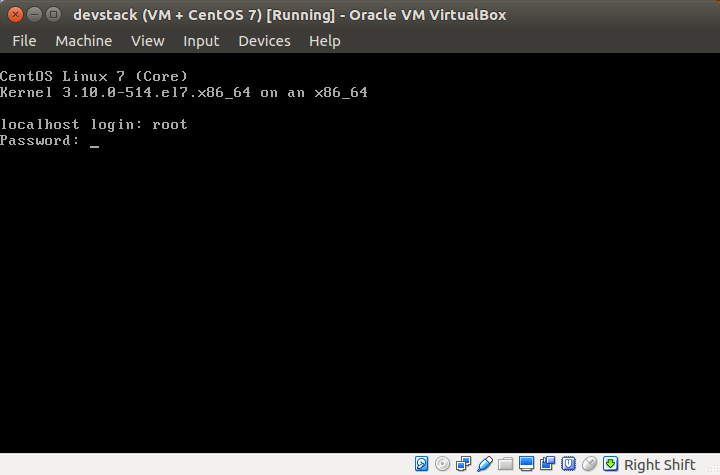 devstack (VM + CentOS 7) [Running] - Oracle VM VirtualBox
File Machine View Input Devices Help
CentOS Linux 7 (Core)
Kernel 3.10.0-514.el7.x86_64 on an x86_64
localhost login: root
Password: _
Right Shift